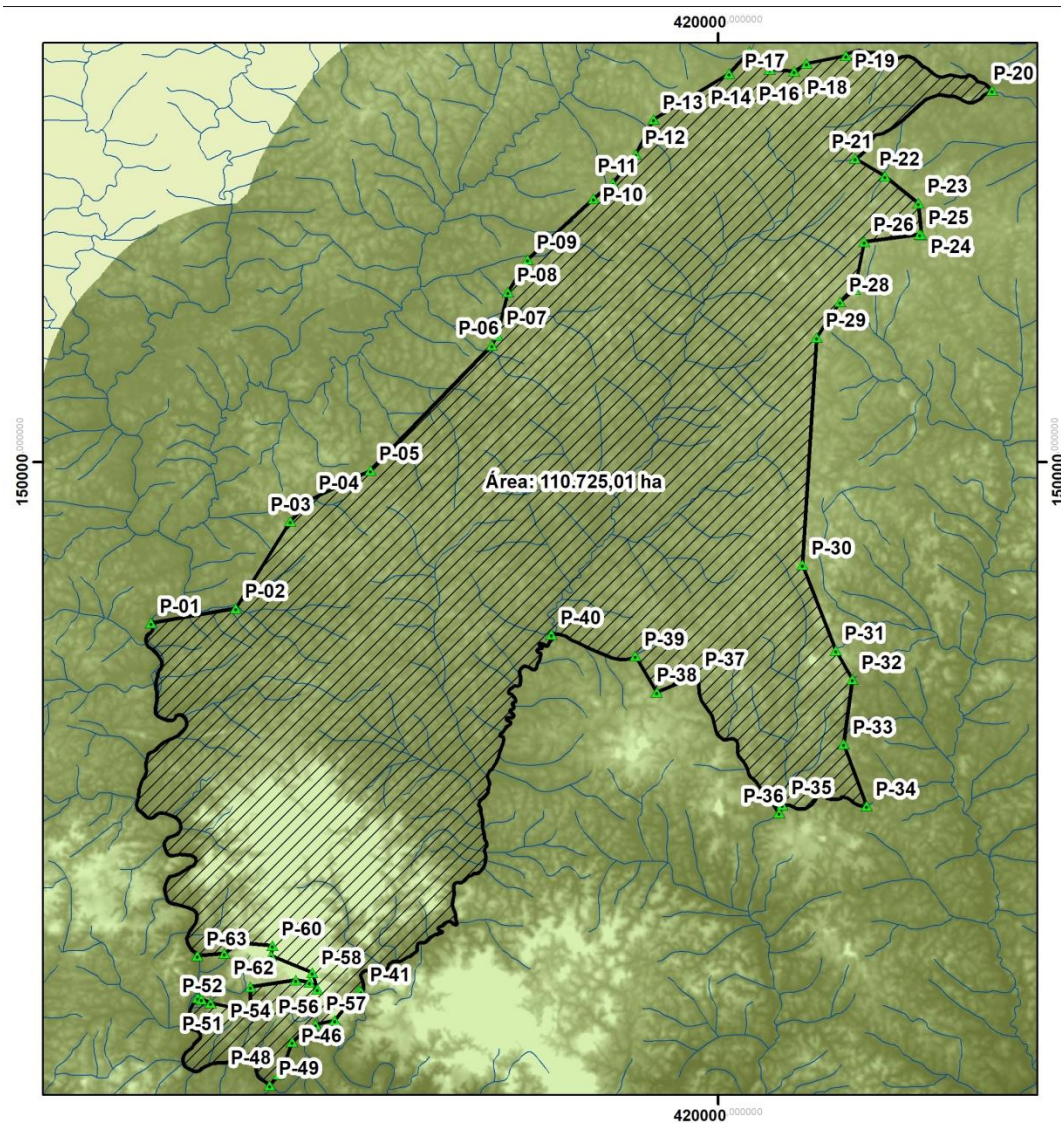 420000,000000
P-17
P-19
P-20
P-18
P-16
P-14
P-13
P-12
P-21
P-22
P-11
P-10
P-23
P-25
P-26
P-24
P-09
P-08
P-28
P-07
P-29
P-06
150000,000000
150000,000000
P-05
P-04
Área: 110.725,01 ha
P-03
P-30
P-02
P-01
P-40
P-31
P-39
P-32
P-37
P-38
P-33
P-36
P-35
P-34
P-60
P-63
P-62
P-58
P-41
P-52
P-54
P-56
P-57
P-51
P-46
P-48
P-49
420000,000000